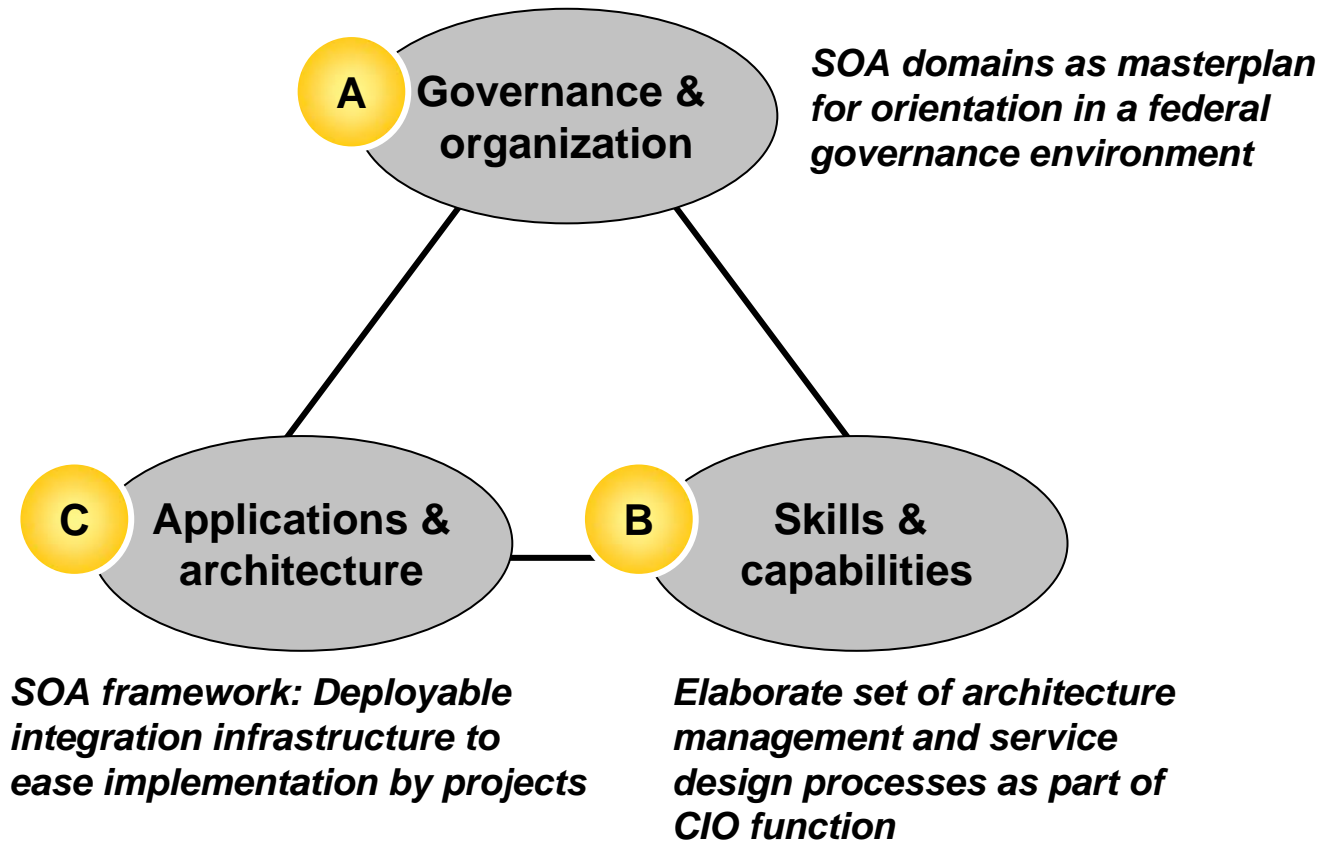 A
Governance &
organization
SOA domains as masterplan
for orientation in a federal
governance environment
C
Applications &
architecture
B
Skills &
capabilities
SOA framework: Deployable
integration infrastructure to
ease implementation by projects
Elaborate set of architecture
management and service
design processes as part of
CIO function